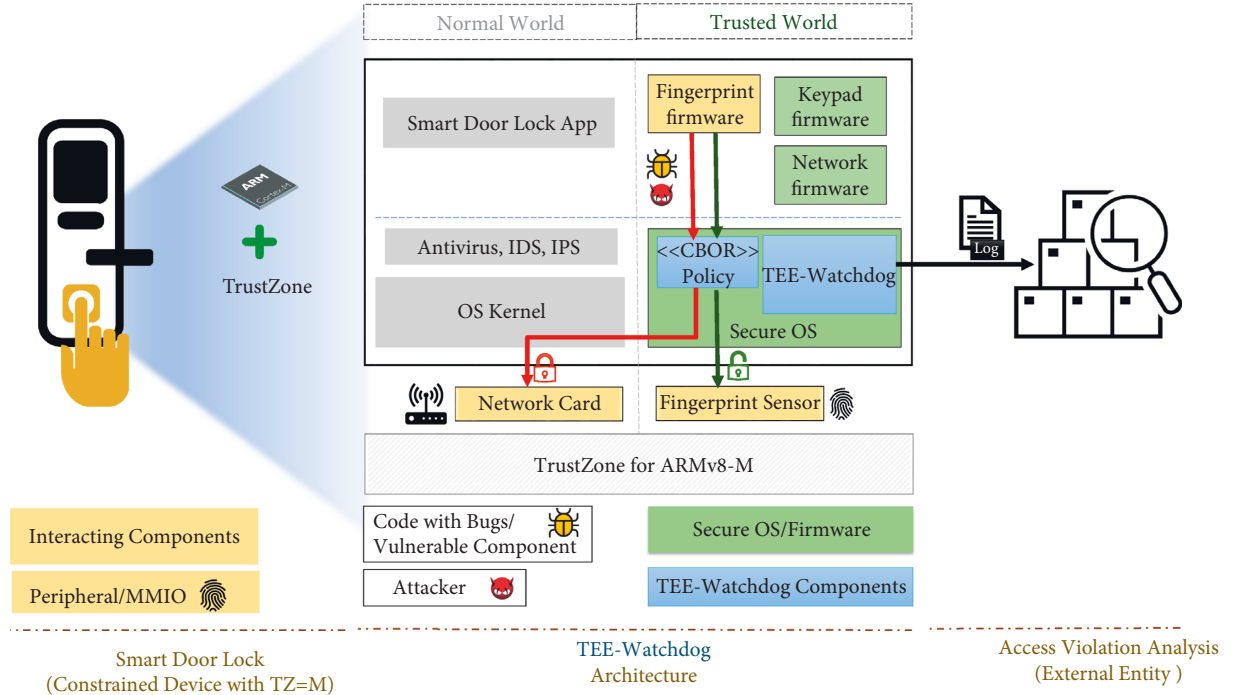 Normal World
Trusted World
Smart Door Lock App
Fingerprint
firmware
Keypad
firmware
Network
firmware
ARM
Cortex-M
TrustZone
Antivirus, IDS, IPS
OS Kernel
<<CBOR>>
Policy
TEE-Watchdog
Secure OS
Log
Network Card
Fingerprint Sensor
TrustZone for ARMv8-M
Interacting Components
Peripheral/MMIO
Code with Bugs/
Vulnerable Component
Attacker
Secure OS/Firmware
TEE-Watchdog Components
Smart Door Lock
(Constrained Device with TZ=M)
TEE-Watchdog
Architecture
Access Violation Analysis
(External Entity )